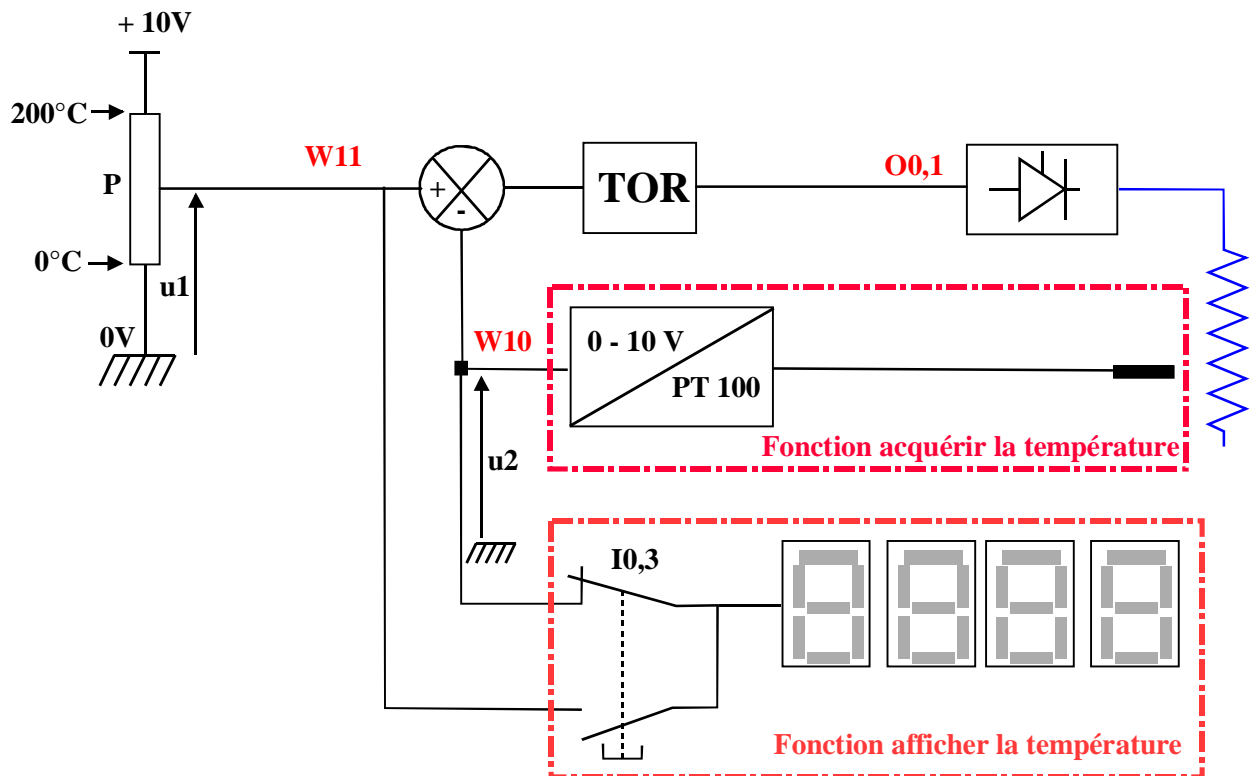 + 10V
200°C
W11
O0,1
P
+
-
TOR
0°C
u1
0V
W10
0 - 10 V
PT 100
Fonction acquérir la température
u2
I0,3
Fonction afficher la température